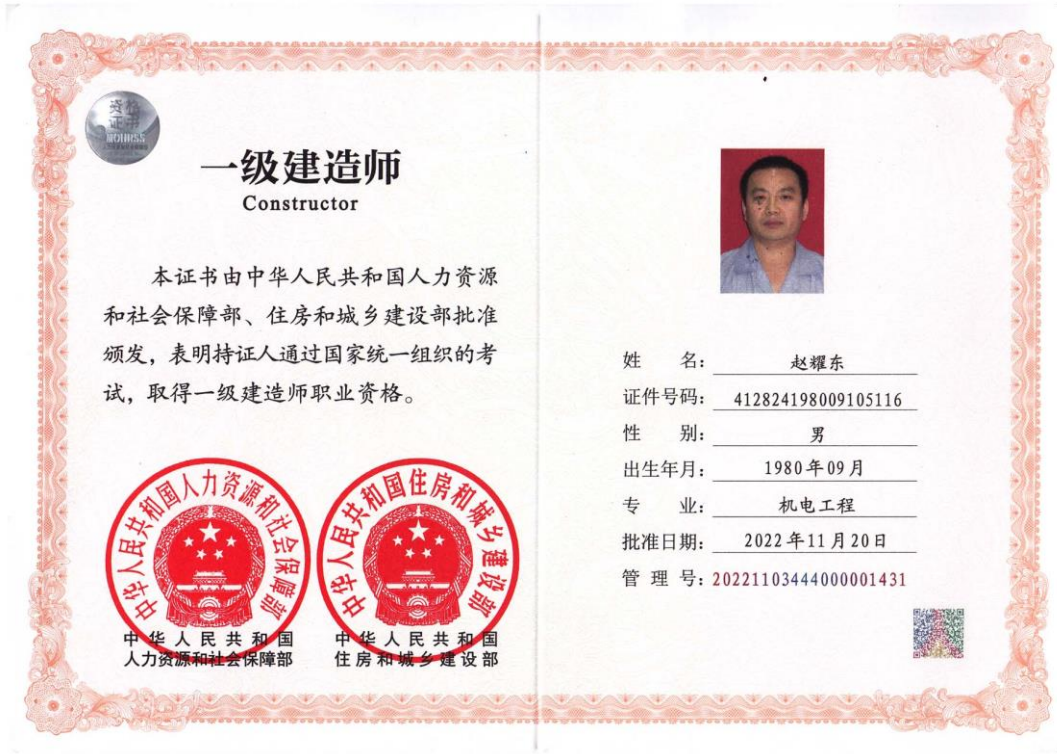 资格
证书
MOHRSS
一级建造师
Constructor
本证书由中华人民共和国人力资源
和社会保障部、住房和城乡建设部批准
颁发，表明持证人通过国家统一组织的考
试，取得一级建造师职业资格。
中华人民共和国人力资源和社会保障部
中华人民共和国
人力资源和社会保障部
中华人民共和国住房和城乡建设部
中华人民共和国
住房和城乡建设部
姓名：赵耀东
证件号码：412824198009105116
性别：男
出生年月：1980年09月
专业：机电工程
批准日期：2022年11月20日
管理号：20221103444000001431